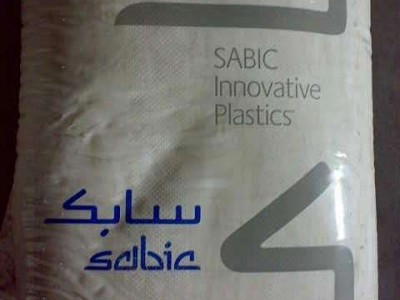 SABIC
Innovative
Plastics
سابك
sabic